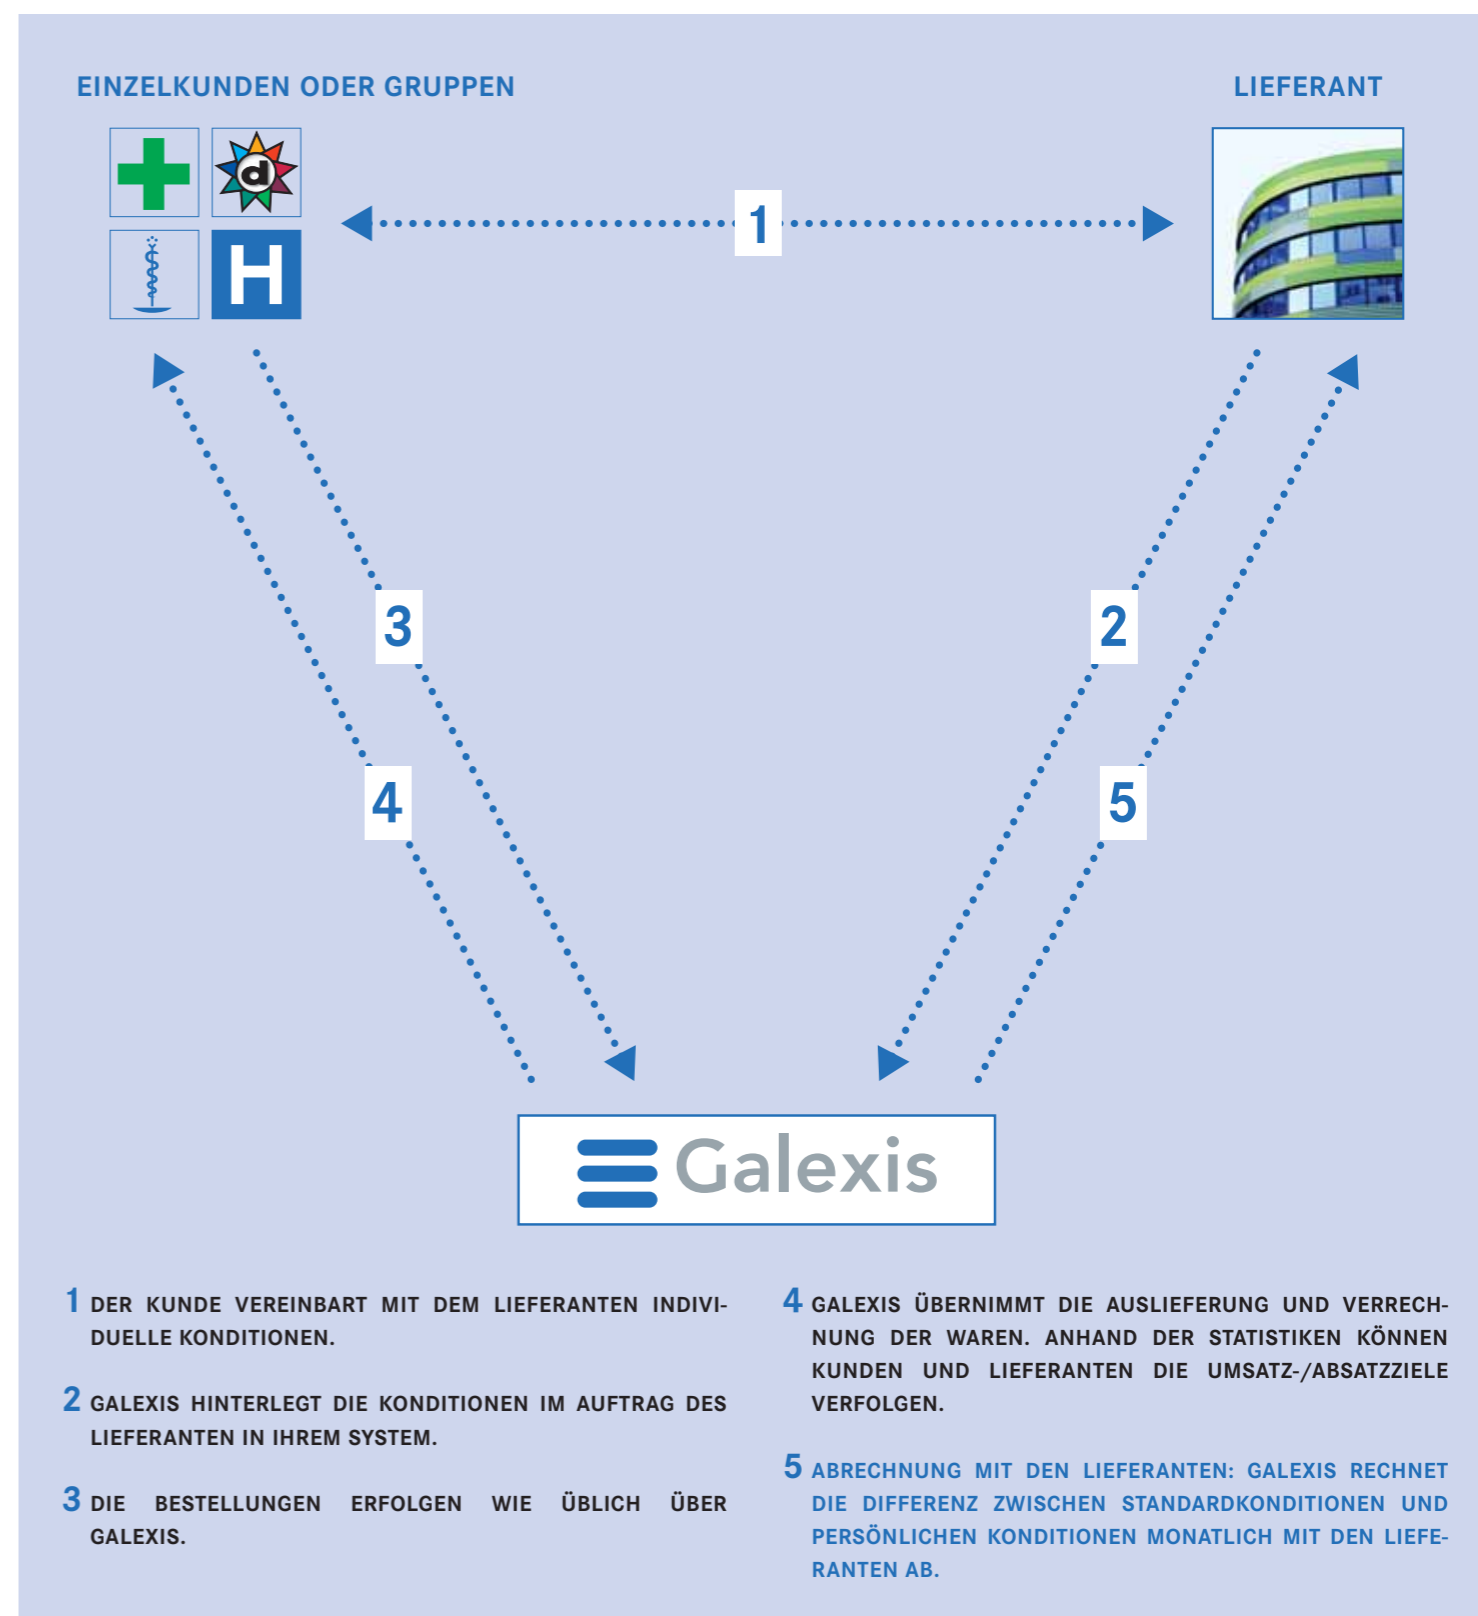 EINZELKUNDEN ODER GRUPPEN
LIEFERANT
d
H
1
3
2
4
5
Galexis
1 DER KUNDE VEREINBART MIT DEM LIEFERANTEN INDIVI-
DUELLE KONDITIONEN.
2 GALEXIS HINTERLEGT DIE KONDITIONEN IM AUFTRAG DES
LIEFERANTEN IN IHREM SYSTEM.
3 DIE BESTELLUNGEN ERFOLGEN WIE ÜBLICH ÜBER
GALEXIS.
4 GALEXIS ÜBERNIMMT DIE AUSLIEFERUNG UND VERRECH-
NUNG DER WAREN. ANHAND DER STATISTIKEN KÖNNEN
KUNDEN UND LIEFERANTEN DIE UMSATZ-/ABSATZZIELE
VERFOLGEN.
5 ABRECHNUNG MIT DEN LIEFERANTEN: GALEXIS RECHNET
DIE DIFFERENZ ZWISCHEN STANDARDKONDITIONEN UND
PERSÖNLICHEN KONDITIONEN MONATLICH MIT DEN LIEFE-
RANTEN AB.